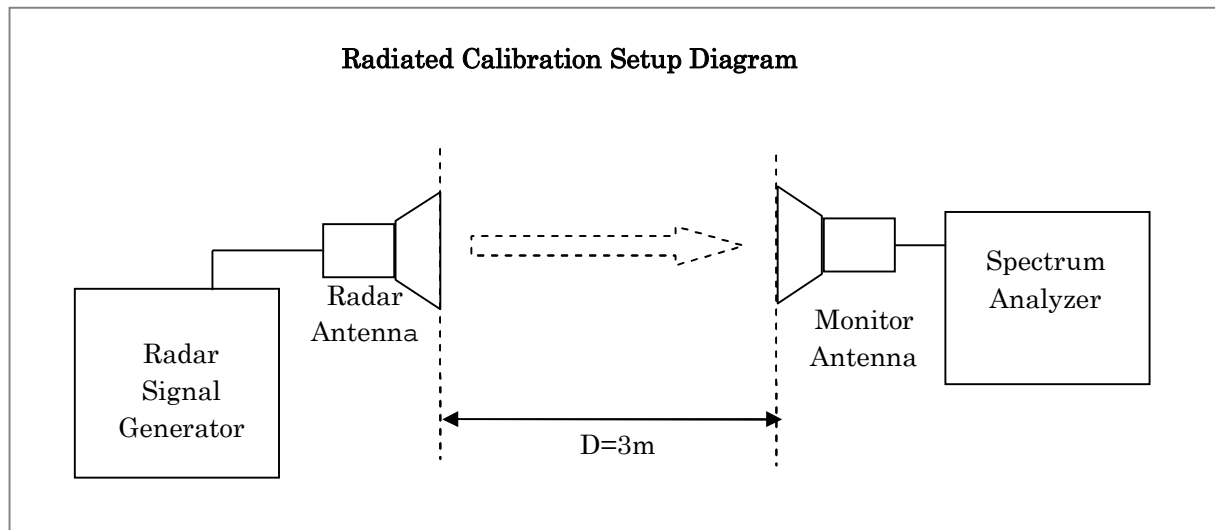 Radiated Calibration Setup Diagram
Radar
Antenna
Radar
Signal
Generator
D=3m
Monitor
Antenna
Spectrum
Analyzer